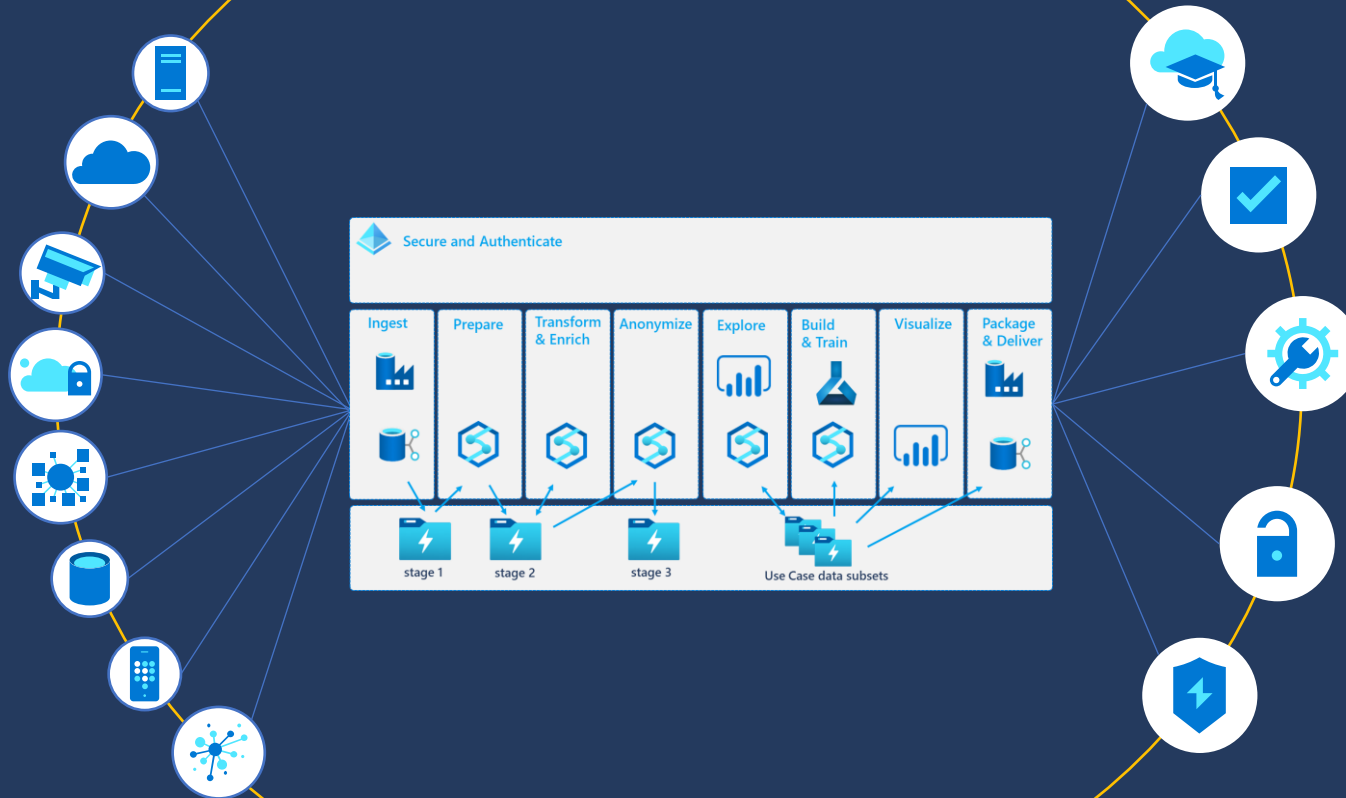 Secure and Authenticate
Ingest
Prepare
Transform
& Enrich
Anonymize
Explore
Build
& Train
Visualize
Package
& Deliver
stage 1
stage 2
stage 3
Use Case data subsets